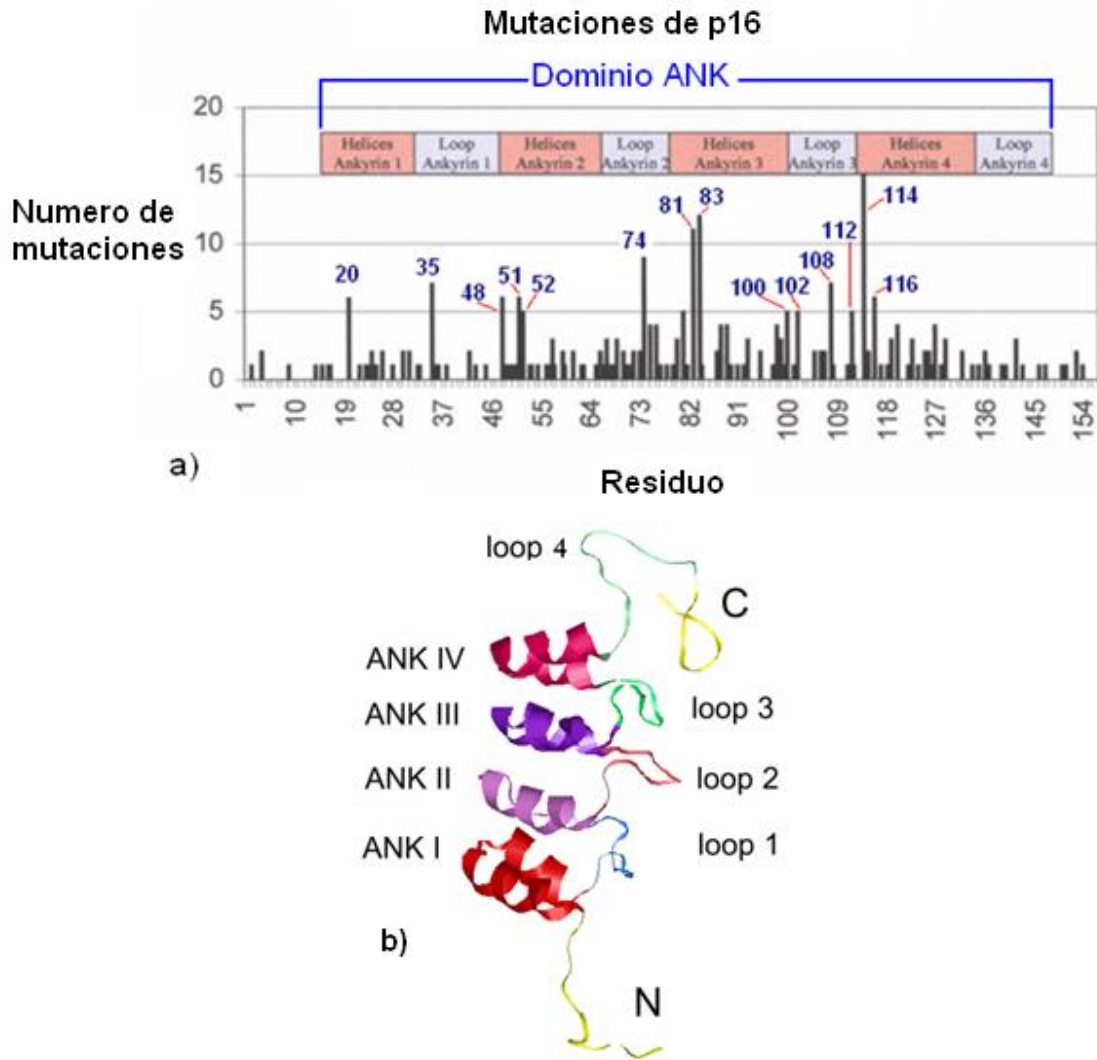 Mutaciones de p16
Dominio ANK
20
Helices Ankyrin 1
Loop Ankyrin 1
Helices Ankyrin 2
Loop Ankyrin 2
Helices Ankyrin 3
Loop Ankyrin 3
Helices Ankyrin 4
Loop Ankyrin 4
15
Numero de
mutaciones
10
5
0
20
35
48
51
52
74
81
83
100
102
108
112
114
116
1 10 19 28 37 46 55 64 73 82 91 100 109 118 127 136 145 154
a)
Residuo
loop 4
C
ANK IV
ANK III
loop 3
ANK II
loop 2
ANK I
loop 1
b)
N